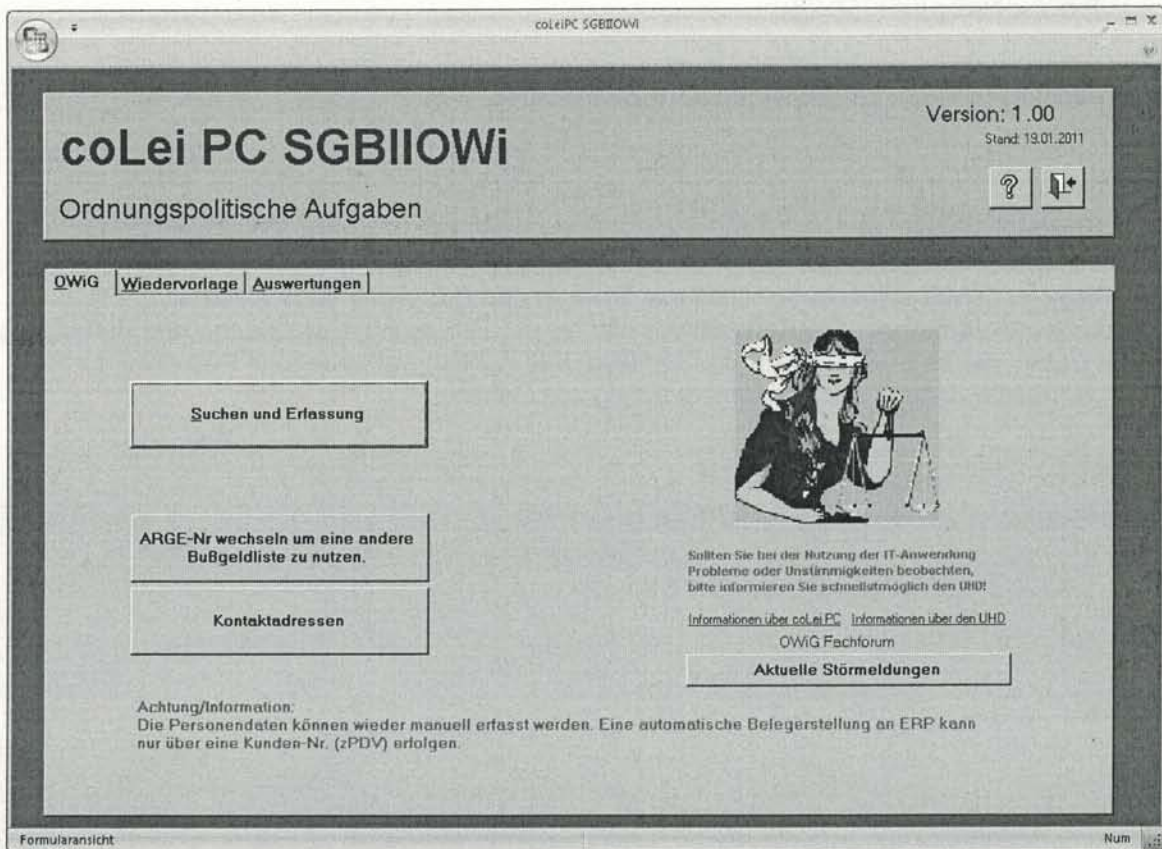 coLeiPC SGBIIOWi
Version: 1.00
Stand: 19.01.2011
coLei PC SGBIIOWi
Ordnungspolitische Aufgaben
?
OWiG Wiedervorlage Auswertungen
Suchen und Erfassung
ARGE-Nr wechseln um eine andere
Bußgeldliste zu nutzen.
Kontaktadressen
Sollten Sie bei der Nutzung der IT-Anwendung
Probleme oder Unstimmigkeiten beobachten,
bitte informieren Sie schnellstmöglich den UHD!
Informationen über coLei PC Informationen über den UHD
OWiG Fachforum
Aktuelle Störmeldungen
Achtung/Information:
Die Personendaten können wieder manuell erfasst werden. Eine automatische Belegerstellung an ERP kann
nur über eine Kunden-Nr. (zPDV) erfolgen.
Formularansicht Num